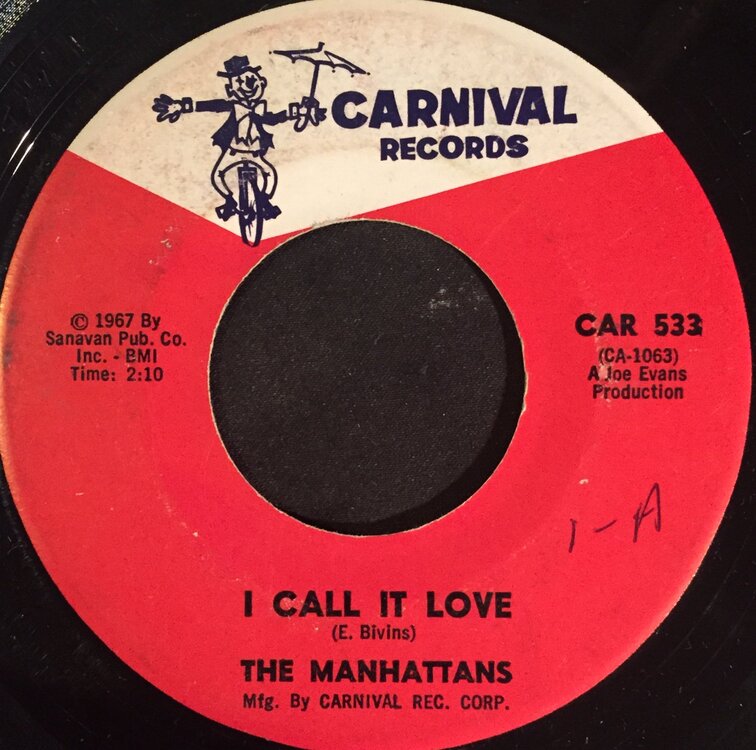 CARNIVAL
RECORDS
© 1967 By
Sanavan Pub. Co.
Inc. - BMI
Time: 2:10
CAR 533
(CA-1063)
A Joe Evans
Production
1-A
I CALL IT LOVE
(E. Bivins)
THE MANHATTANS
Mfg. By CARNIVAL REC. CORP.